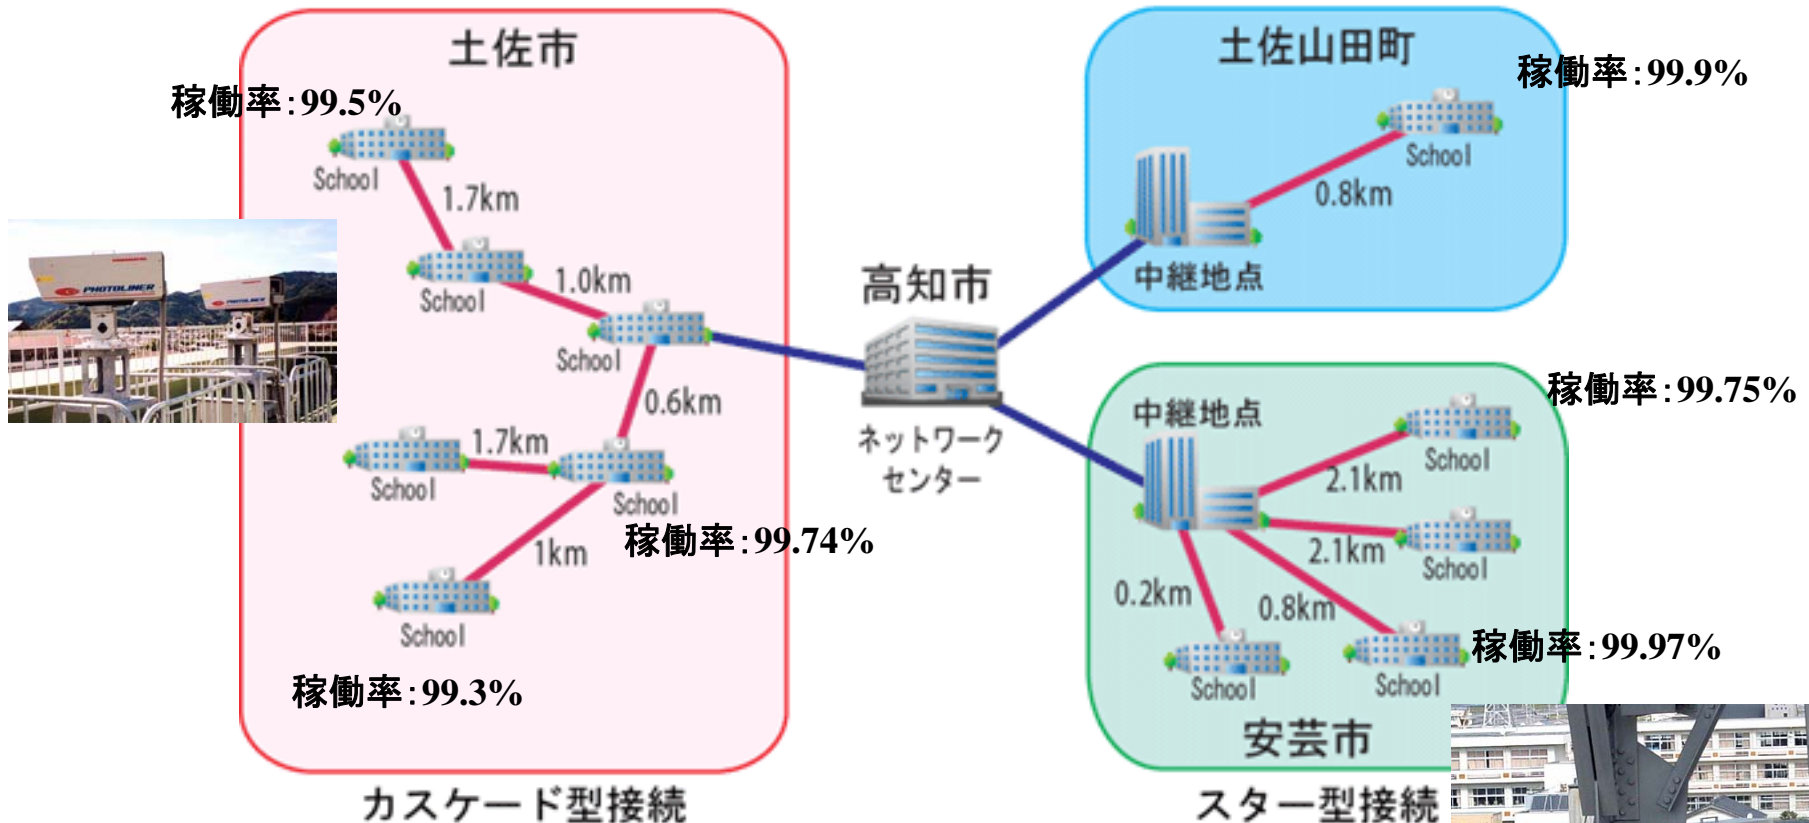 土佐市
稼働率：99.5%
School
1.7km
School
1.0km
School
0.6km
1.7km
School
School
稼働率：99.74%
1km
School
稼働率：99.3%
カスケード型接続
PHOTOLINER
PHOTOLINER
高知市
ネットワーク
センター
土佐山田町
稼働率：99.9%
School
0.8km
中継地点
中継地点
稼働率：99.75%
School
2.1km
School
2.1km
0.2km
0.8km
稼働率：99.97%
School
School
安芸市
スター型接続